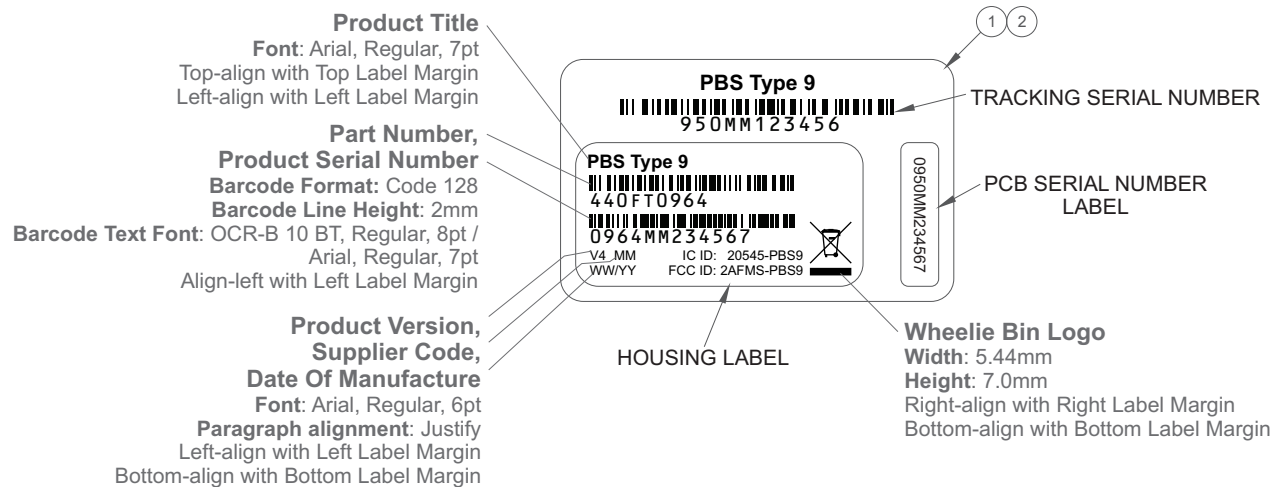 Product Title
Font: Arial, Regular, 7pt
Top-align with Top Label Margin
Left-align with Left Label Margin
Part Number,
Product Serial Number
Barcode Format: Code 128
Barcode Line Height: 2mm
Barcode Text Font: OCR-B 10 BT, Regular, 8pt /
Arial, Regular, 7pt
Align-left with Left Label Margin
Product Version,
Supplier Code,
Date Of Manufacture
Font: Arial, Regular, 6pt
Paragraph alignment: Justify
Left-align with Left Label Margin
Bottom-align with Bottom Label Margin
1 2
PBS Type 9
950MM123456
TRACKING SERIAL NUMBER
PBS Type 9
440FT0964
0964MM234567
V4 MM IC ID: 20545-PBS9
WW/YY FCC ID: 2AFMS-PBS9
0950MM234567
PCB SERIAL NUMBER
LABEL
HOUSING LABEL
Wheelie Bin Logo
Width: 5.44mm
Height: 7.0mm
Right-align with Right Label Margin
Bottom-align with Bottom Label Margin